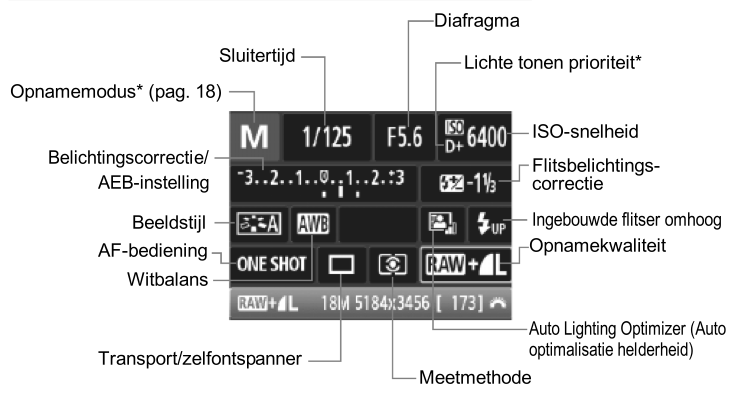 Diafragma
Sluitertijd
Lichte tonen prioriteit*
Opnamemodus* (pag. 18)
M 1/125 F5.6 ISO D+ 6400
ISO-snelheid
Belichtingscorrectie/
AEB-instelling
-3..2..1..0..1..2..+3
-1⅓
Flitsbelichtings-
correctie
Beeldstijl
A AWB UP
Ingebouwde flitser omhoog
AF-bediening
ONE SHOT RAW+L
Opnamekwaliteit
Witbalans
RAW+L 18M 5184x3456 [ 173]
Auto Lighting Optimizer (Auto
optimalisatie helderheid)
Transport/zelfontspanner
Meetmethode